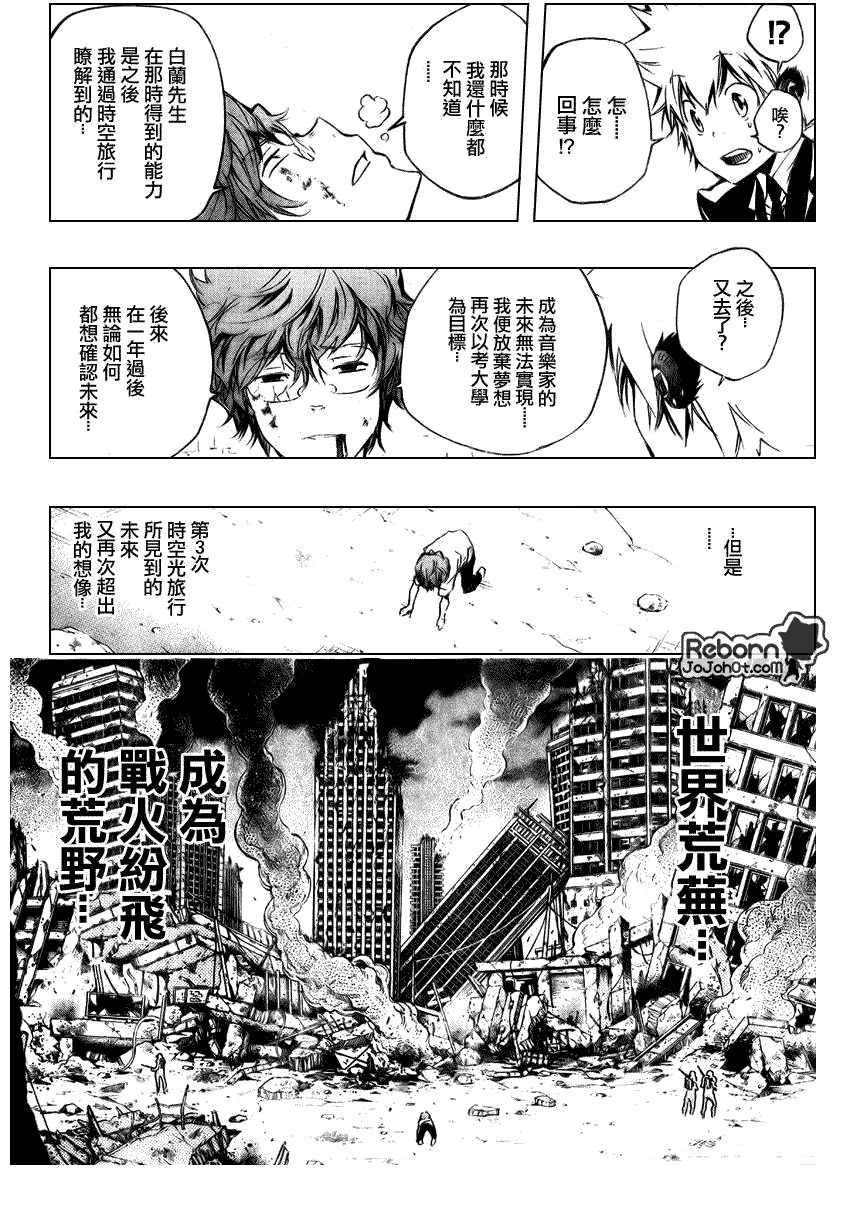 !?
唉?
怎……
怎麼
回事!?
那時候
我還什麼都
不知道
……
白蘭先生
在那時得到的能力
是之後
我通過時空旅行
瞭解到的…
之後…
又去了?
成為音樂家的
未來無法實現……
我便放棄夢想
再次以考大學
為目標…
後來
在一年過後
無論如何
都想確認未來…
…但是
……
第3次
時空光旅行
所見到的
未來
又再次超出
我的想像…
Reborn
JoJohot.com
世界荒蕪…
成為
戰火紛飛
的荒野…